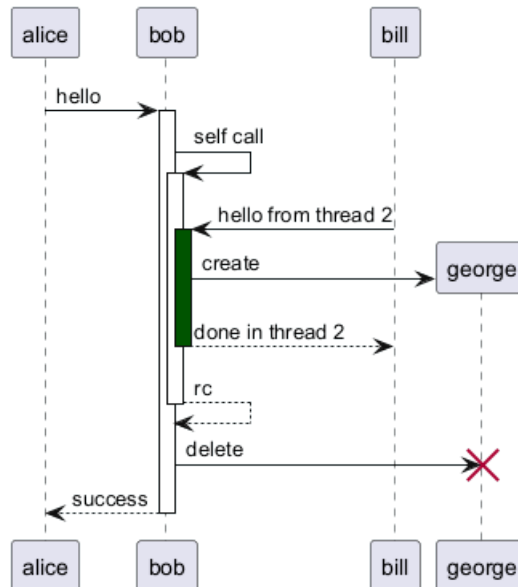 alice
bob
bill
hello
self call
hello from thread 2
create
george
done in thread 2
rc
delete
success
alice
bob
bill
george